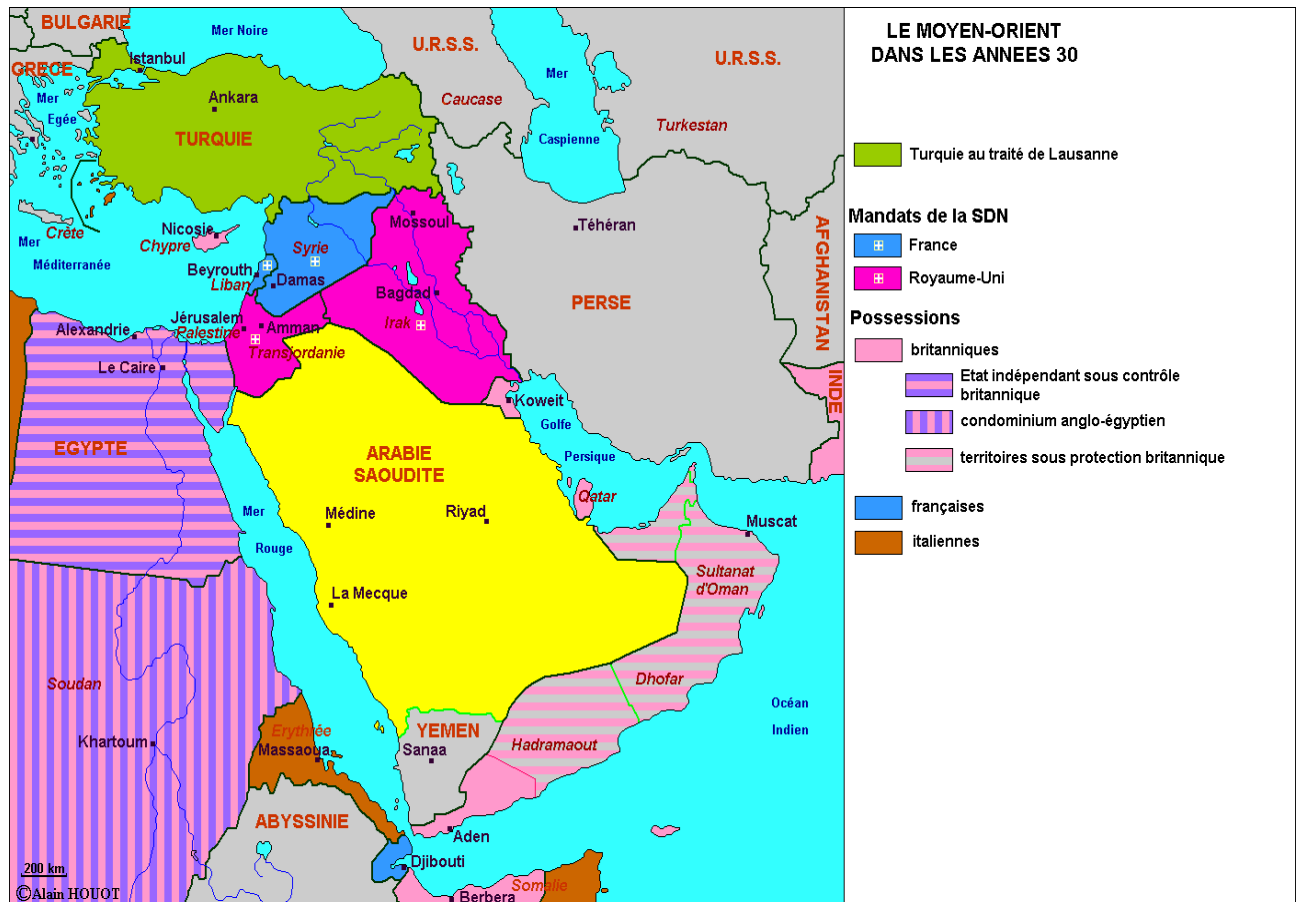 LE MOYEN-ORIENT
DANS LES ANNEES 30
BULGARIE
Mer Noire
U.R.S.S.
U.R.S.S.
GRECE
Istanbul
Mer
Egée
Ankara
Caucase
Mer
Caspienne
Turkestan
TURQUIE
Turquie au traité de Lausanne
Mandats de la SDN
France
Royaume-Uni
Possessions
britanniques
Etat indépendant sous contrôle
britannique
condominium anglo-égyptien
territoires sous protection britannique
françaises
italiennes
Crète
Mer
Méditerranée
Nicosie
Chypre
Mossoul
Téhéran
AFGHANISTAN
Syrie
Beyrouth
Liban
Damas
Bagdad
Irak
PERSE
Jérusalem
Palestine
Amman
Transjordanie
Alexandrie
Le Caire
INDE
Koweit
Golfe
Persique
EGYPTE
ARABIE
SAOUDITE
Qatar
Mer
Rouge
Médine
Riyad
Muscat
La Mecque
Sultanat
d'Oman
Soudan
Dhofar
Océan
Indien
Erythrée
Massaoua
YEMEN
Sanaa
Hadramaout
Khartoum
ABYSSINIE
Aden
Djibouti
Somalie
Berbera
200 km
©Alain HOUOT